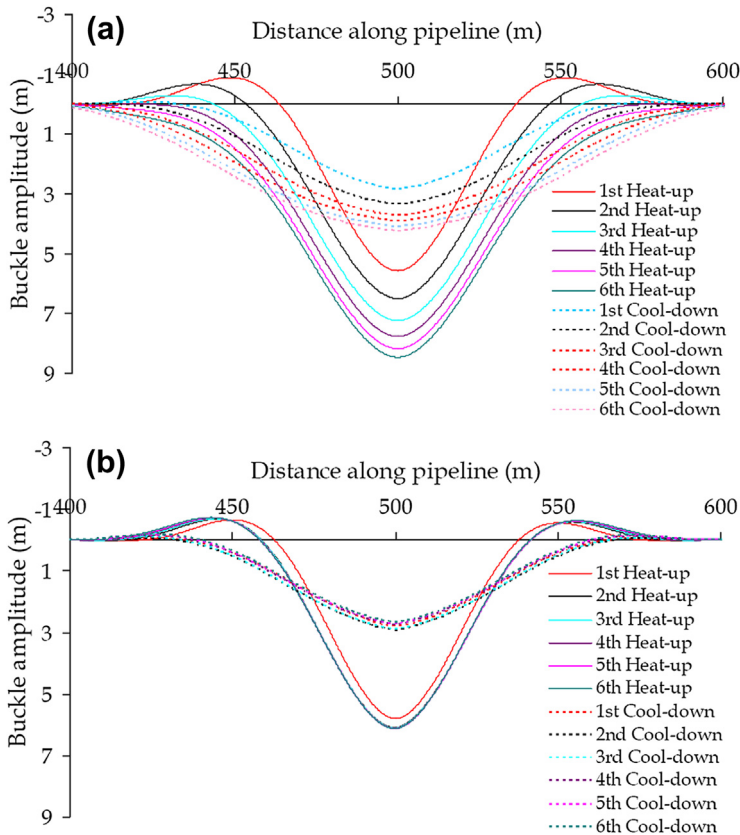 (a)
Distance along pipeline (m)
Buckle amplitude (m)
-3
-1
1
3
5
7
9
400 450 500 550 600
1st Heat-up
2nd Heat-up
3rd Heat-up
4th Heat-up
5th Heat-up
6th Heat-up
1st Cool-down
2nd Cool-down
3rd Cool-down
4th Cool-down
5th Cool-down
6th Cool-down
(b)
Distance along pipeline (m)
Buckle amplitude (m)
-3
-1
1
3
5
7
9
400 450 500 550 600
1st Heat-up
2nd Heat-up
3rd Heat-up
4th Heat-up
5th Heat-up
6th Heat-up
1st Cool-down
2nd Cool-down
3rd Cool-down
4th Cool-down
5th Cool-down
6th Cool-down